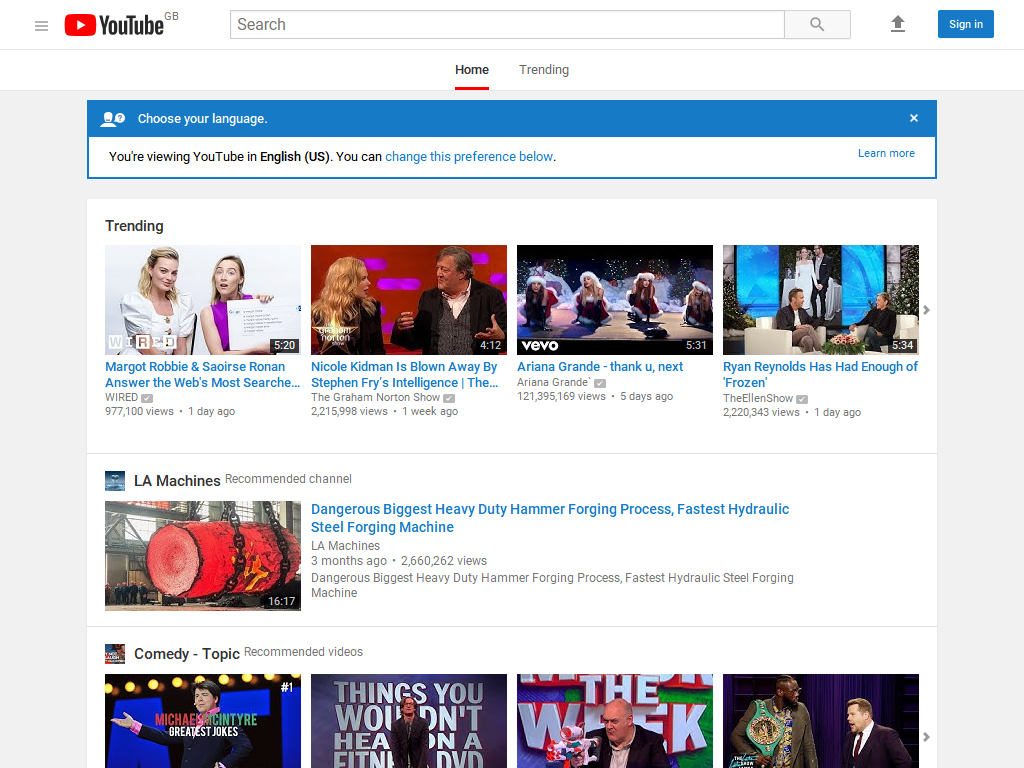 YouTube GB
Search
Sign in
Home
Trending
Choose your language.
×
You're viewing YouTube in English (US). You can change this preference below.
Learn more
Trending
WIRED
5:20
Margot Robbie & Saoirse Ronan
Answer the Web's Most Searche...
WIRED
977,100 views • 1 day ago
graham
norton
show
4:12
Nicole Kidman Is Blown Away By
Stephen Fry's Intelligence | The...
The Graham Norton Show
2,215,998 views • 1 week ago
vevo
5:31
Ariana Grande - thank u, next
Ariana Grande`
121,395,169 views • 5 days ago
5:34
Ryan Reynolds Has Had Enough of
'Frozen'
TheEllenShow
2,220,343 views • 1 day ago
LA Machines Recommended channel
16:17
Dangerous Biggest Heavy Duty Hammer Forging Process, Fastest Hydraulic
Steel Forging Machine
LA Machines
3 months ago • 2,660,262 views
Dangerous Biggest Heavy Duty Hammer Forging Process, Fastest Hydraulic Steel Forging
Machine
Comedy - Topic Recommended videos
#1
MICHAEL MCINTYRE
GREATEST JOKES
THINGS YOU
WOULDN'T
HEAR ON A
FITNESS DVD
THE
WEEK